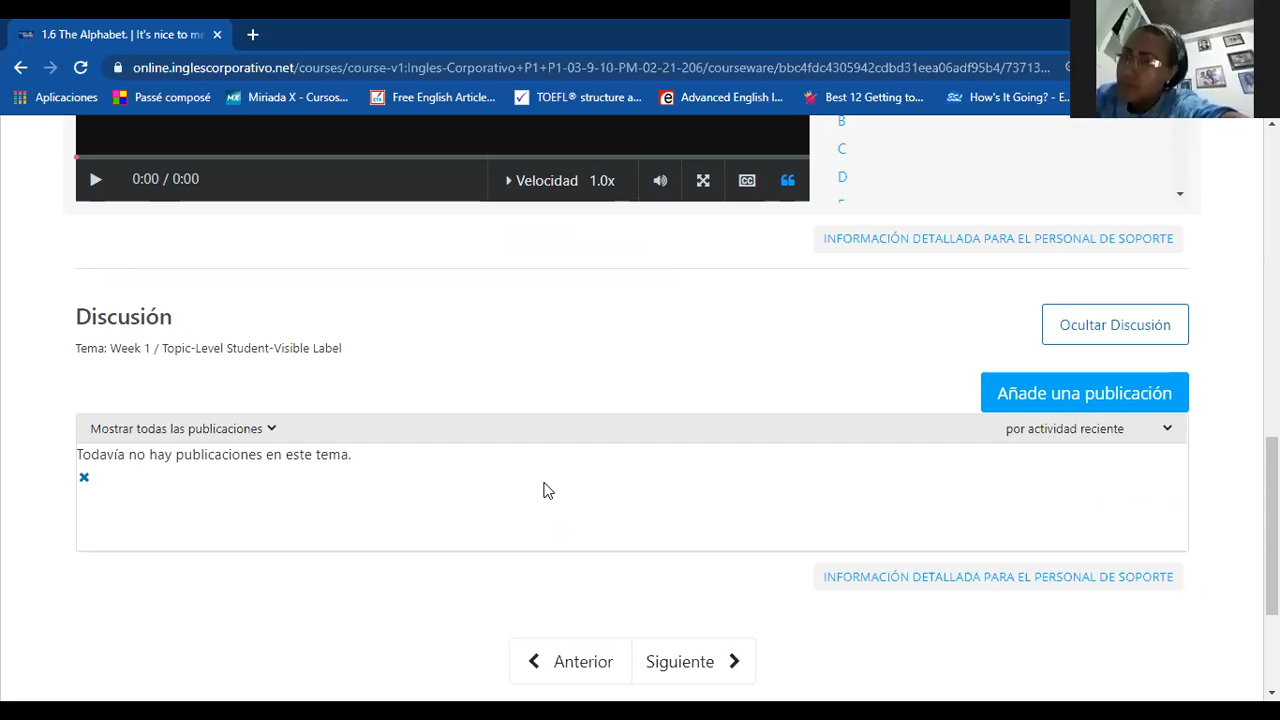 1.6 The Alphabet. | It's nice to me
online.inglescorporativo.net/courses/course-v1:Ingles-Corporativo+P1+P1-03-9-10-PM-02-21-206/courseware/bbc4fdc4305942cdbd31eea06adf95b4/73713...
Aplicaciones Passé composé Miriada X - Cursos... Free English Article... TOEFL® structure a... Advanced English l... Best 12 Getting to... How's It Going? - E...
B
C
D
0:00 / 0:00 Velocidad 1.0x CC
INFORMACIÓN DETALLADA PARA EL PERSONAL DE SOPORTE
Discusión
Ocultar Discusión
Tema: Week 1 / Topic-Level Student-Visible Label
Añade una publicación
Mostrar todas las publicaciones por actividad reciente
Todavía no hay publicaciones en este tema.
INFORMACIÓN DETALLADA PARA EL PERSONAL DE SOPORTE
Anterior Siguiente